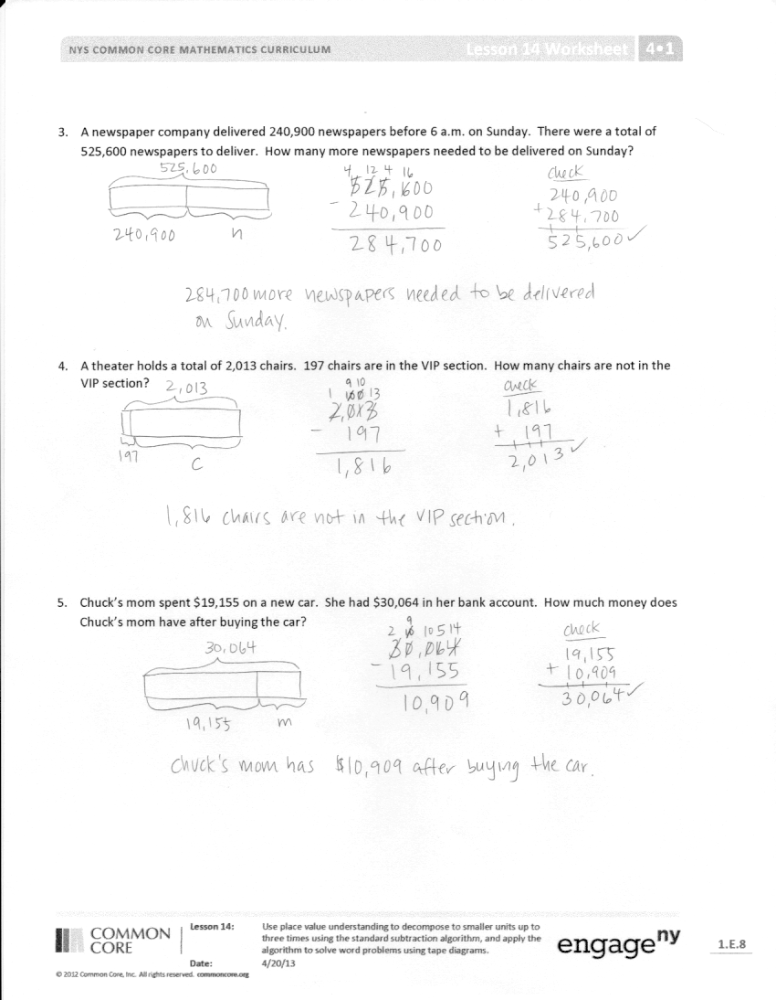 NYS COMMON CORE MATHEMATICS CURRICULUM Lesson 14 Worksheet 4•1
3. A newspaper company delivered 240,900 newspapers before 6 a.m. on Sunday. There were a total of
525,600 newspapers to deliver. How many more newspapers needed to be delivered on Sunday?
525,600
4 12 4 16
check
525,600
240,900
- 240,900
+ 284,700
240,900 n
284,700
525,600 ✓
284,700 more newspapers needed to be delivered
on Sunday.
4. A theater holds a total of 2,013 chairs. 197 chairs are in the VIP section. How many chairs are not in the
VIP section? 2,013
9 10
check
1 10 0 13
2,013
1,816
- 197
+ 197
197 C
1,816
2,013 ✓
1,816 chairs are not in the VIP section.
5. Chuck's mom spent $19,155 on a new car. She had $30,064 in her bank account. How much money does
Chuck's mom have after buying the car?
9
2 10 10 5 14
check
30,064
30,064
19,155
- 19,155
+ 10,909
10,909
30,064 ✓
19,155 m
Chuck's mom has $10,909 after buying the car.
COMMON
CORE
Lesson 14:
Date:
Use place value understanding to decompose to smaller units up to
three times using the standard subtraction algorithm, and apply the
algorithm to solve word problems using tape diagrams.
4/20/13
engage ny
1.E.8
© 2012 Common Core, Inc. All rights reserved. commoncore.org